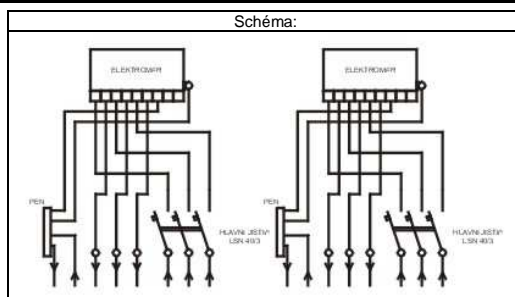 Schéma:
ELEKTROMĚR
ELEKTROMĚR
PEN
HLAVNÍ JISTIČ
LSN 40/3
PEN
HLAVNÍ JISTIČ
LSN 40/3